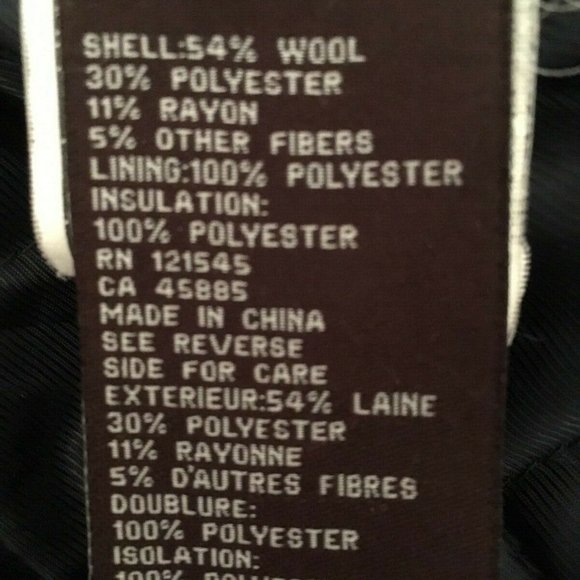 SHELL:54% WOOL
30% POLYESTER
11% RAYON
5% OTHER FIBERS
LINING:100% POLYESTER
INSULATION:
100% POLYESTER
RN 121545
CA 45885
MADE IN CHINA
SEE REVERSE
SIDE FOR CARE
EXTERIEUR:54% LAINE
30% POLYESTER
11% RAYONNE
5% D'AUTRES FIBRES
DOUBLURE:
100% POLYESTER
ISOLATION:
100%